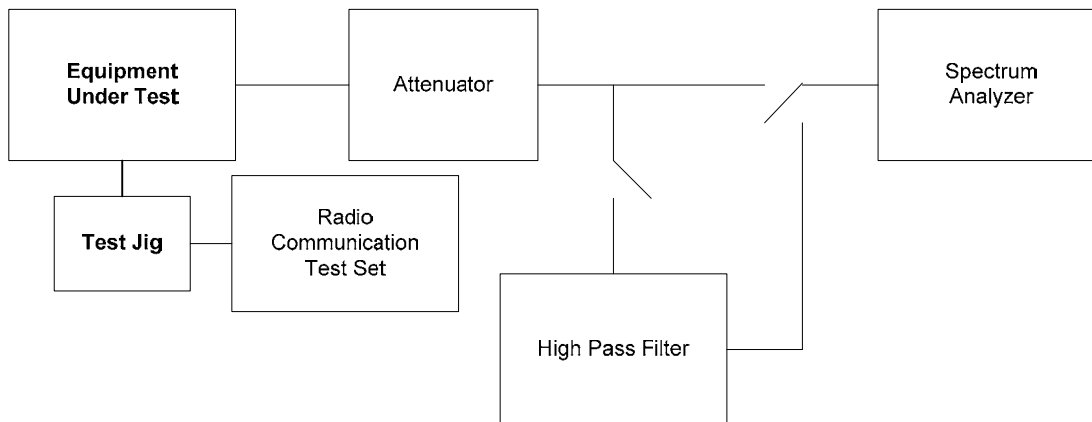 Equipment
Under Test
Attenuator
Spectrum
Analyzer
Test Jig
Radio
Communication
Test Set
High Pass Filter